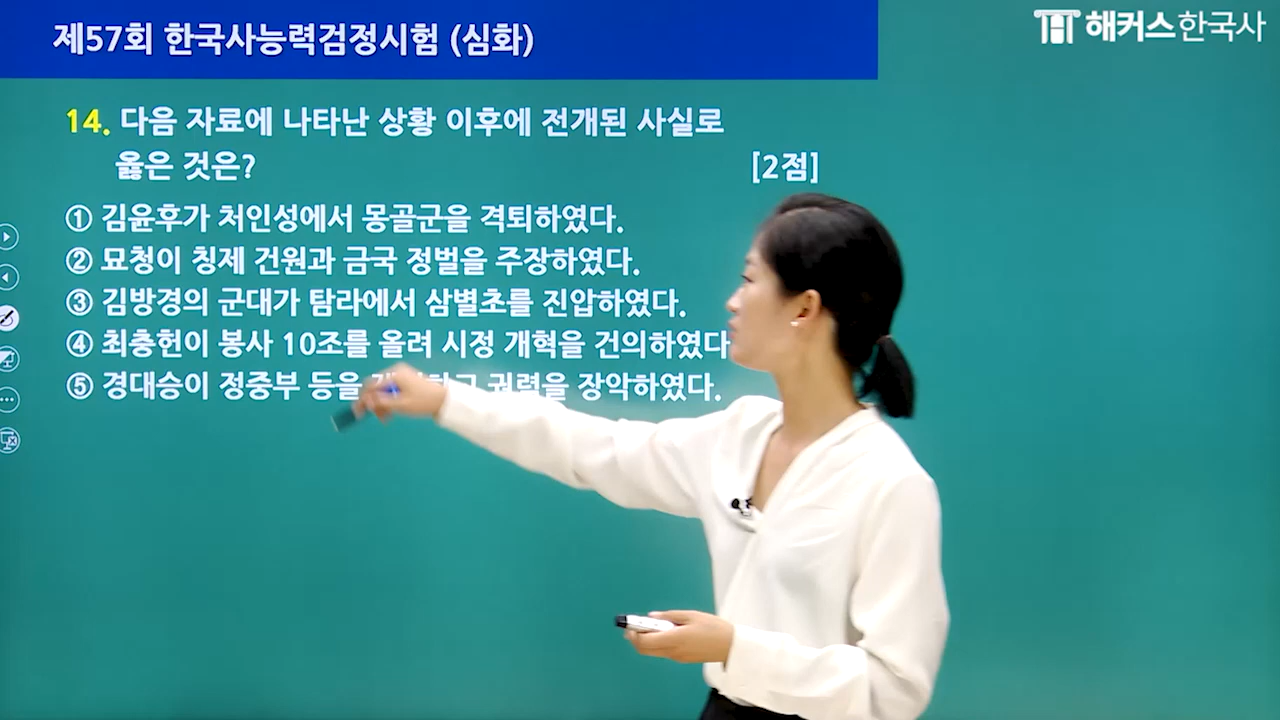 제57회 한국사능력검정시험 (심화)
해커스한국사
14. 다음 자료에 나타난 상황 이후에 전개된 사실로
옳은 것은? [2점]
① 김윤후가 처인성에서 몽골군을 격퇴하였다.
② 묘청이 칭제 건원과 금국 정벌을 주장하였다.
③ 김방경의 군대가 탐라에서 삼별초를 진압하였다.
④ 최충헌이 봉사 10조를 올려 시정 개혁을 건의하였다
⑤ 경대승이 정중부 등을 권력을 장악하였다.